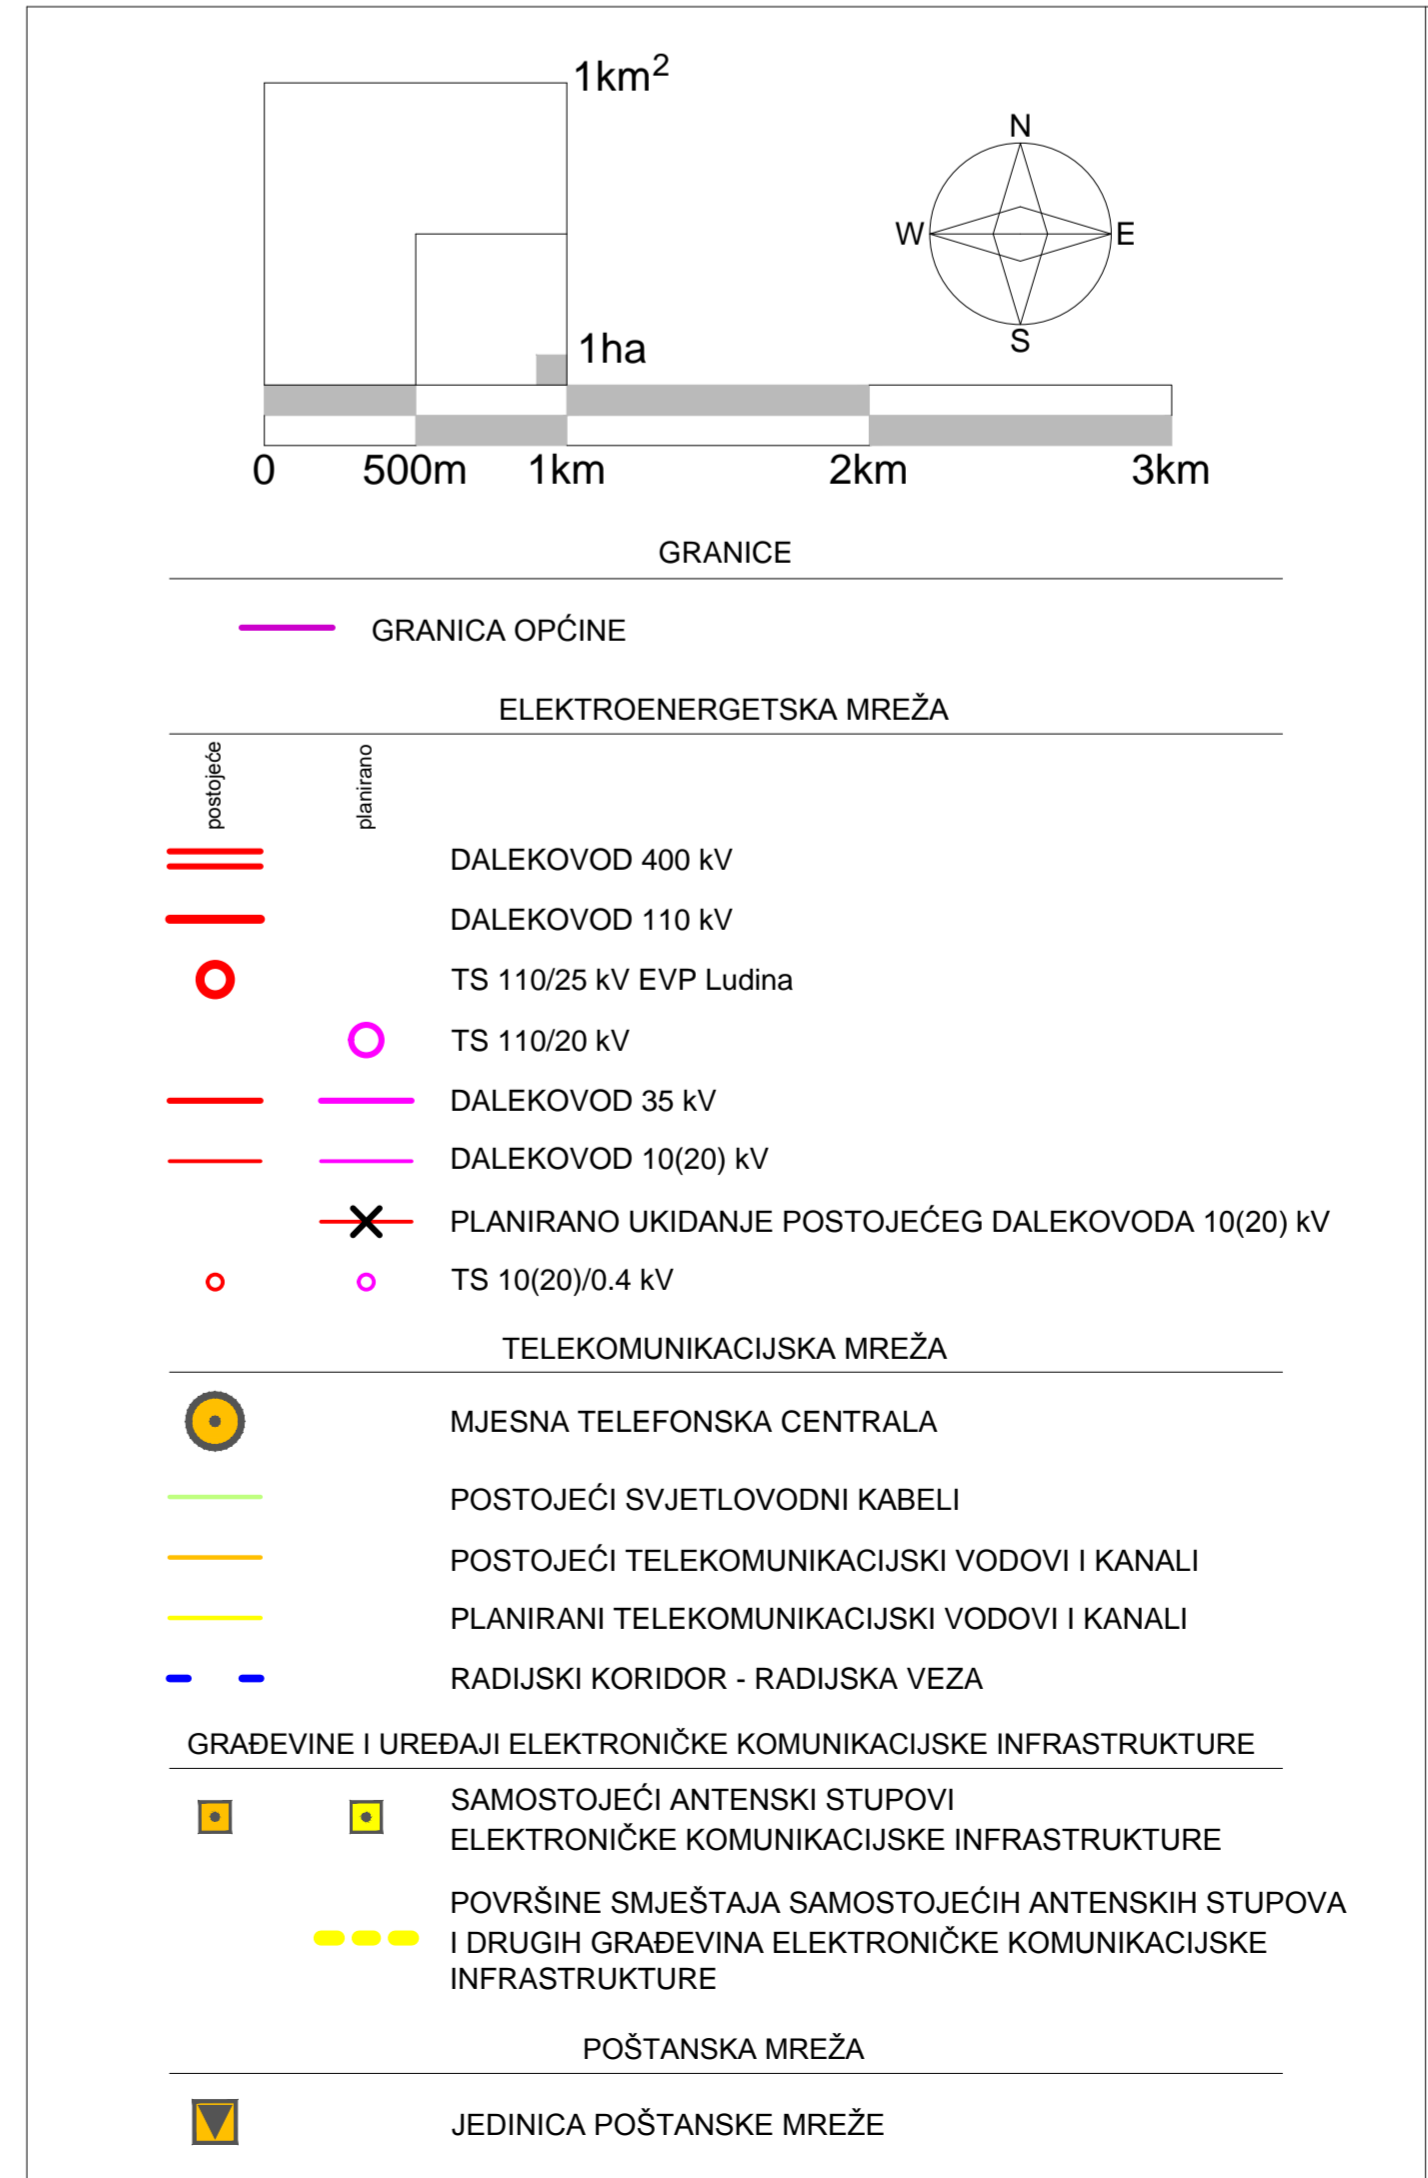 1km²
N
W
E
S
1ha
0 500m 1km 2km 3km
GRANICE
GRANICA OPĆINE
ELEKTROENERGETSKA MREŽA
postojeće planirano
DALEKOVOD 400 kV
DALEKOVOD 110 kV
TS 110/25 kV EVP Ludina
TS 110/20 kV
DALEKOVOD 35 kV
DALEKOVOD 10(20) kV
PLANIRANO UKIDANJE POSTOJEĆEG DALEKOVODA 10(20) kV
TS 10(20)/0.4 kV
TELEKOMUNIKACIJSKA MREŽA
MJESNA TELEFONSKA CENTRALA
POSTOJEĆI SVJETLOVODNI KABELI
POSTOJEĆI TELEKOMUNIKACIJSKI VODOVI I KANALI
PLANIRANI TELEKOMUNIKACIJSKI VODOVI I KANALI
RADIJSKI KORIDOR - RADIJSKA VEZA
GRAĐEVINE I UREĐAJI ELEKTRONIČKE KOMUNIKACIJSKE INFRASTRUKTURE
SAMOSTOJEĆI ANTENSKI STUPOVI
ELEKTRONIČKE KOMUNIKACIJSKE INFRASTRUKTURE
POVRŠINE SMJEŠTAJA SAMOSTOJEĆIH ANTENSKIH STUPOVA
I DRUGIH GRAĐEVINA ELEKTRONIČKE KOMUNIKACIJSKE
INFRASTRUKTURE
POŠTANSKA MREŽA
JEDINICA POŠTANSKE MREŽE